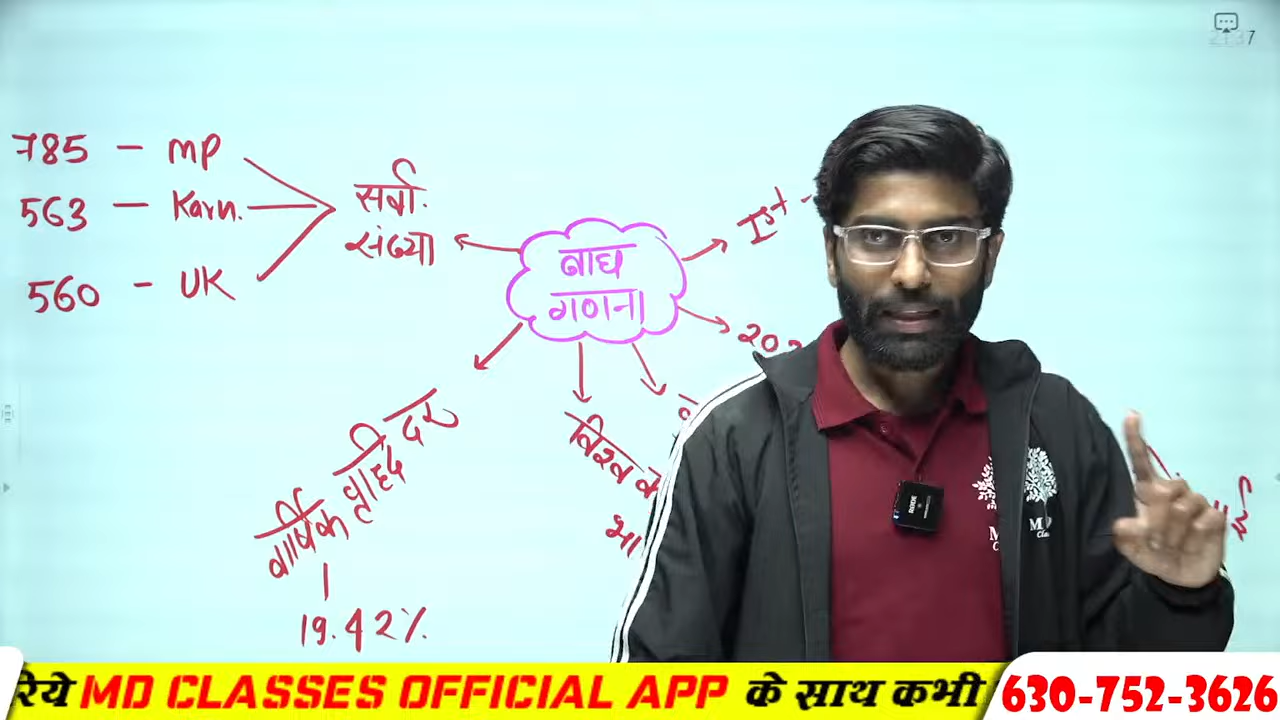 785 - MP
563 - Karn.
560 - UK
सर्वा.
संख्या
बाघ
गणना
Ist -
वार्षिक वृद्धि दर
19.42%
विश्व के
भा
रिये MD CLASSES OFFICIAL APP के साथ कभी
630-752-3626